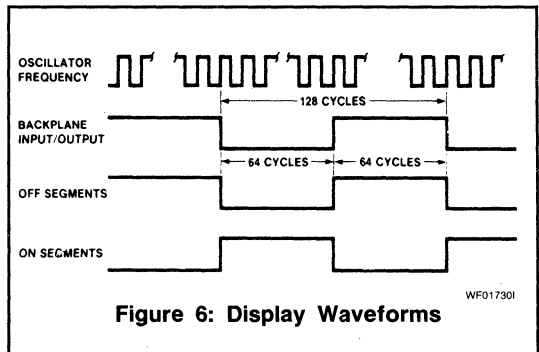 OSCILLATOR
FREQUENCY
128 CYCLES
BACKPLANE
INPUT/OUTPUT
64 CYCLES
64 CYCLES
OFF SEGMENTS
ON SEGMENTS
WF01730I
Figure 6: Display Waveforms